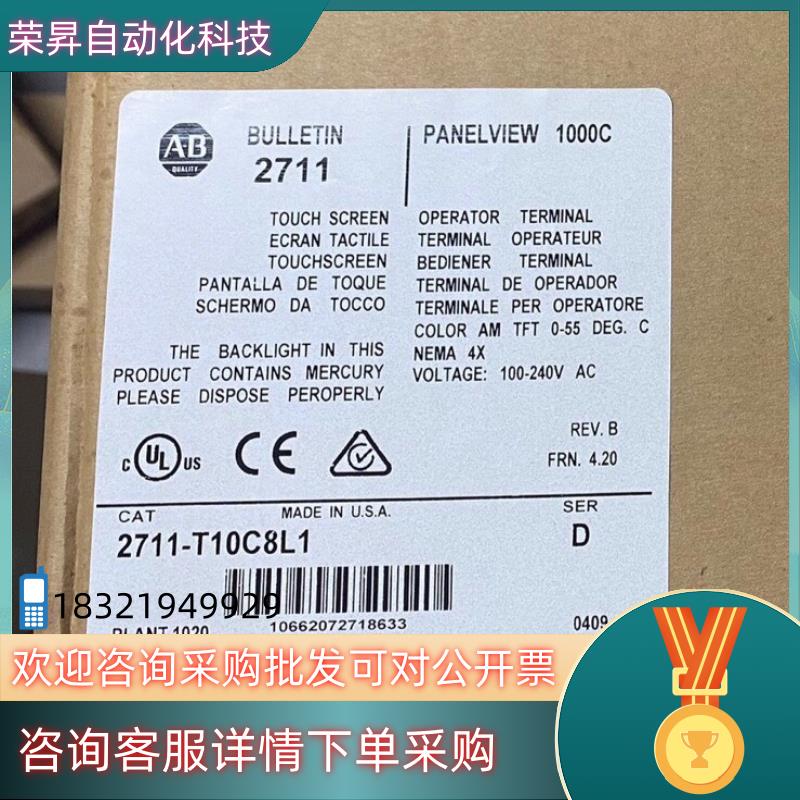 荣昇自动化科技
AB
QUALITY
BULLETIN
2711
PANELVIEW 1000C
TOUCH SCREEN
ECRAN TACTILE
TOUCHSCREEN
PANTALLA DE TOQUE
SCHERMO DA TOCCO
OPERATOR TERMINAL
TERMINAL OPERATEUR
BEDIENER TERMINAL
TERMINAL DE OPERADOR
TERMINALE PER OPERATORE
COLOR AM TFT 0-55 DEG. C
NEMA 4X
VOLTAGE: 100-240V AC
THE BACKLIGHT IN THIS
PRODUCT CONTAINS MERCURY
PLEASE DISPOSE PEROPERLY
C UL US CE
REV. B
FRN. 4.20
CAT
MADE IN U.S.A.
SER
2711-T10C8L1
D
18321949929
10662072718633
PLANT 1020
0409
欢迎咨询采购批发可对公开票
咨询客服详情下单采购